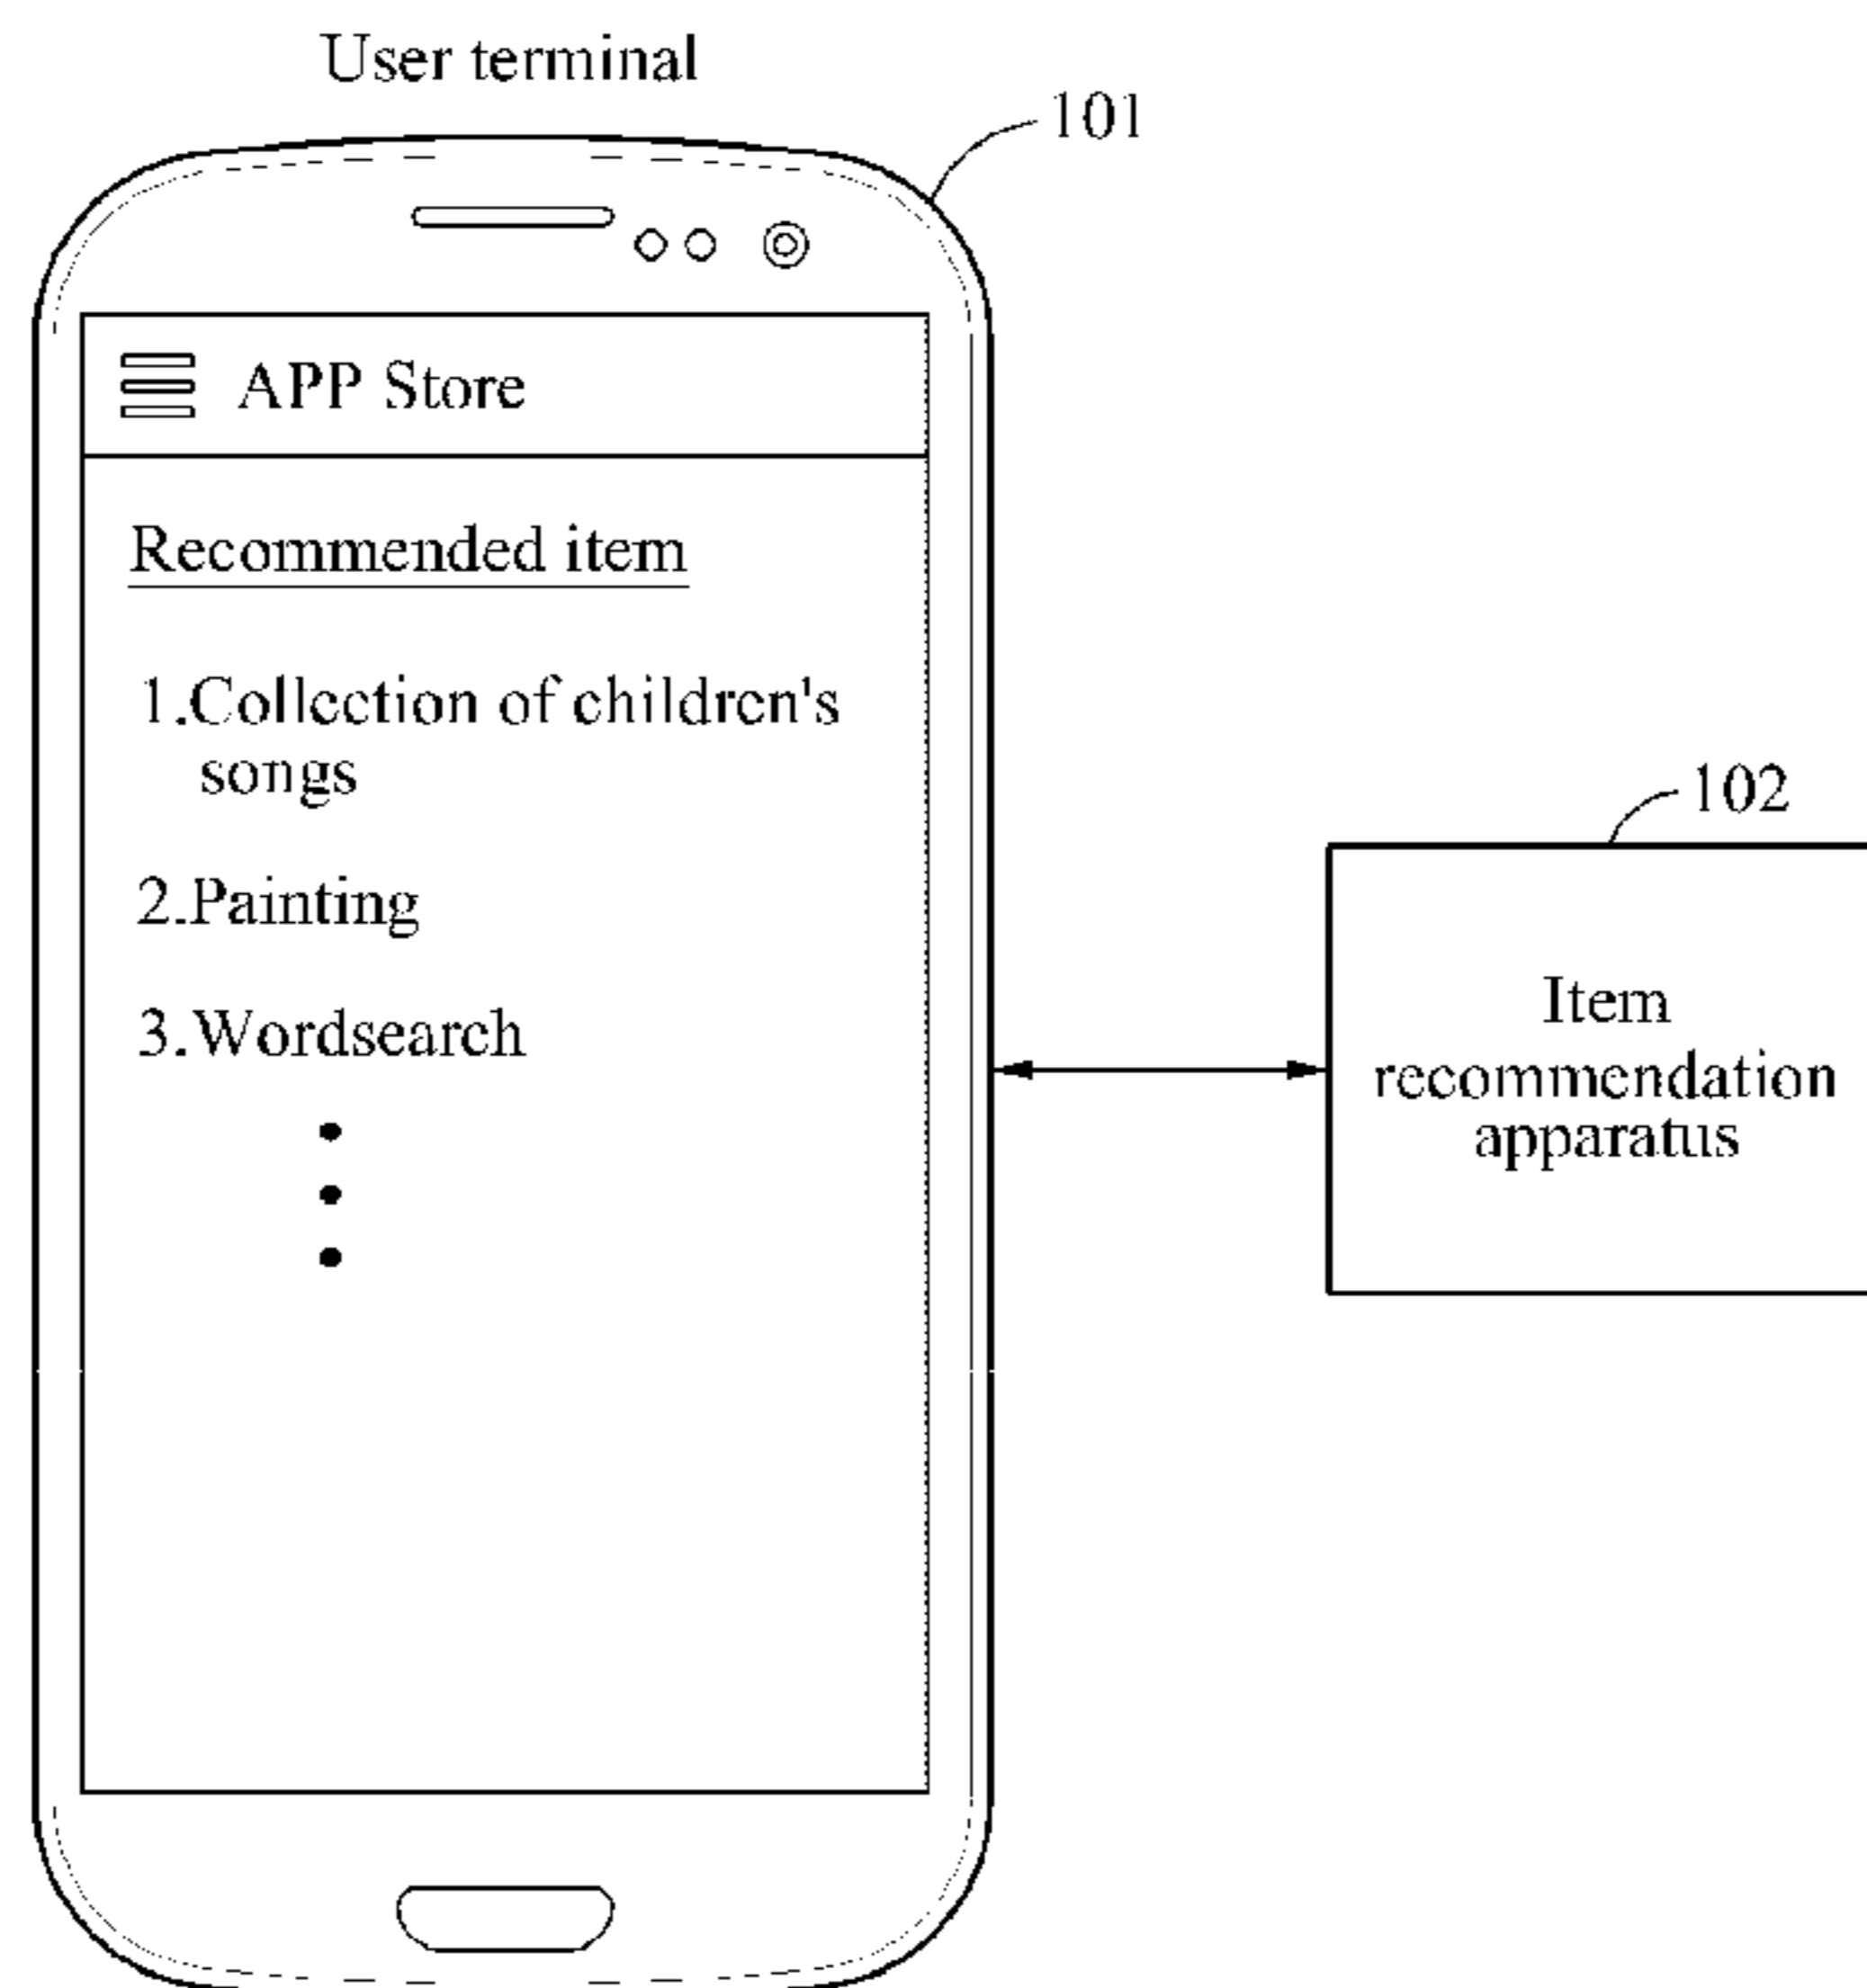 User terminal
101
APP Store
Recommended item
1.Collection of children's
songs
2.Painting
3.Wordsearch
102
Item
recommendation
apparatus